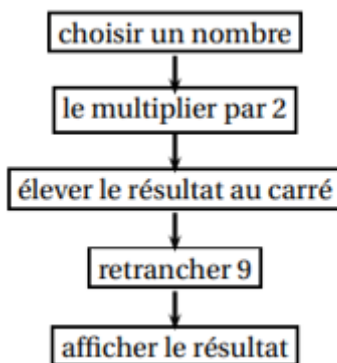 choisir un nombre
le multiplier par 2
élever le résultat au carré
retrancher 9
afficher le résultat